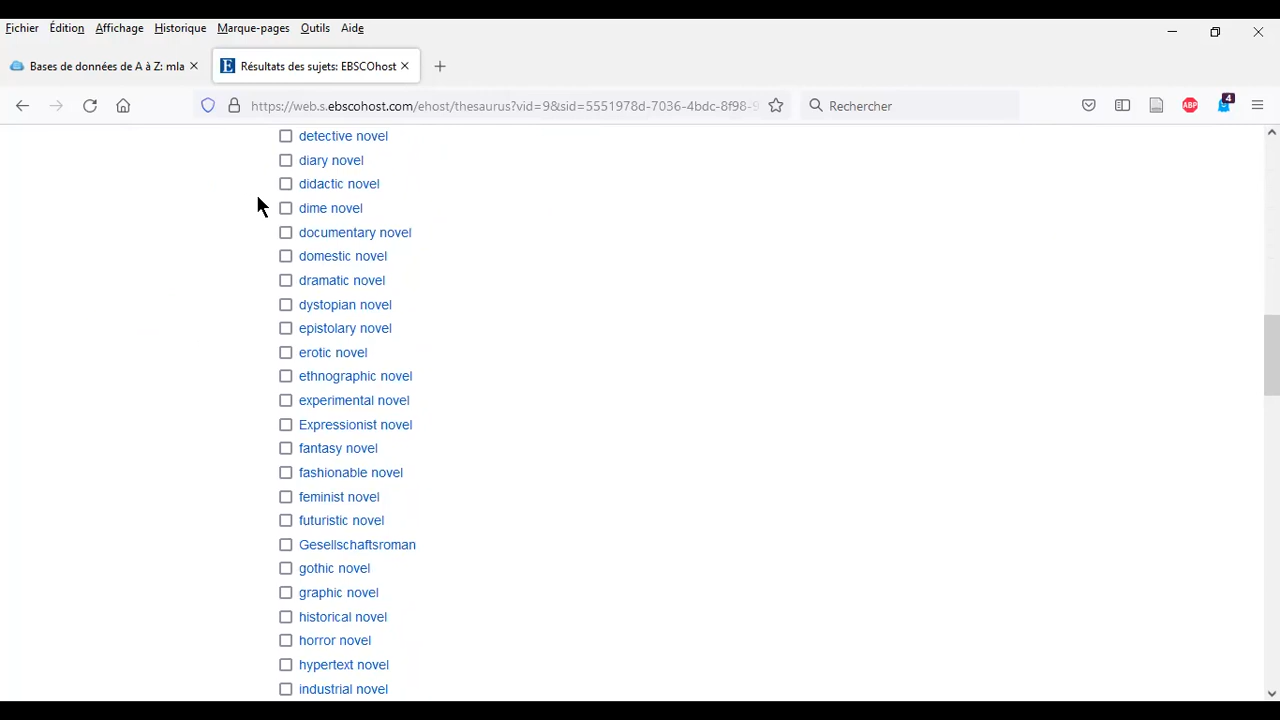 Fichier Édition Affichage Historique Marque-pages Outils Aide
Bases de données de A à Z: mla
Résultats des sujets: EBSCOhost
https://web.s.ebscohost.com/ehost/thesaurus?vid=9&sid=5551978d-7036-4bdc-8f98-9
Rechercher
ABP
4
detective novel
diary novel
didactic novel
dime novel
documentary novel
domestic novel
dramatic novel
dystopian novel
epistolary novel
erotic novel
ethnographic novel
experimental novel
Expressionist novel
fantasy novel
fashionable novel
feminist novel
futuristic novel
Gesellschaftsroman
gothic novel
graphic novel
historical novel
horror novel
hypertext novel
industrial novel